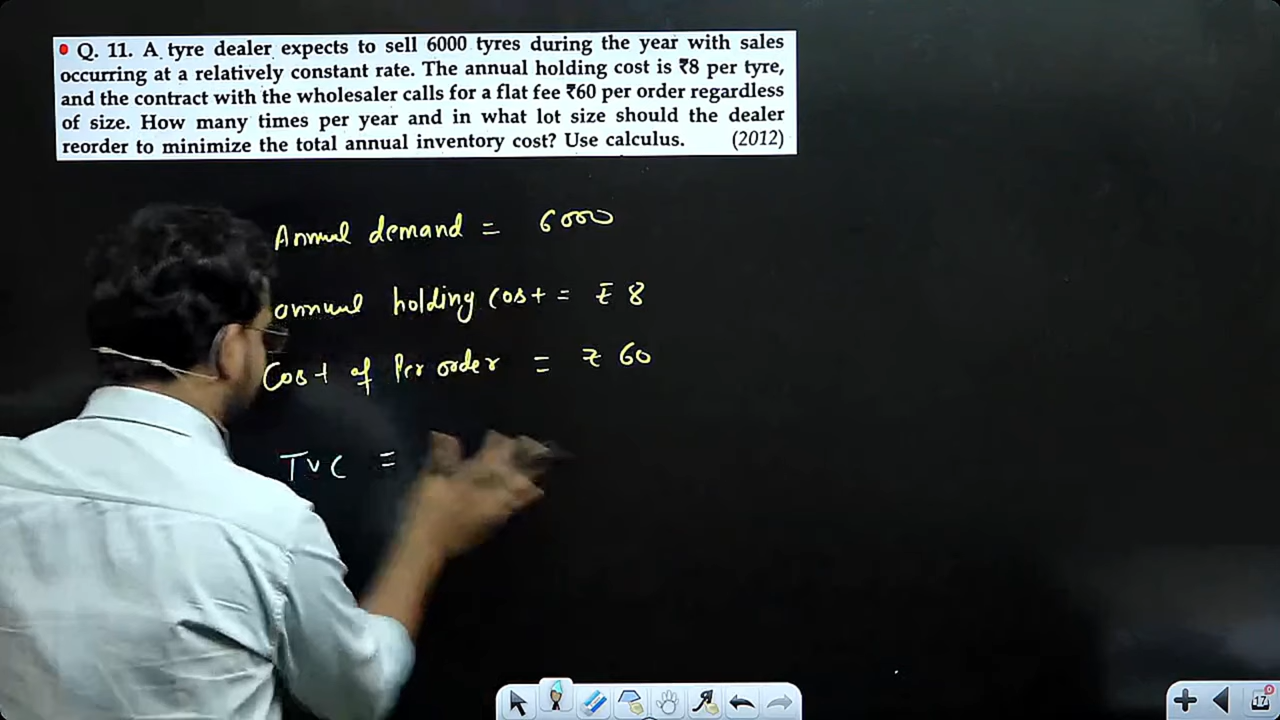 • Q. 11. A tyre dealer expects to sell 6000 tyres during the year with sales
occurring at a relatively constant rate. The annual holding cost is ₹8 per tyre,
and the contract with the wholesaler calls for a flat fee ₹60 per order regardless
of size. How many times per year and in what lot size should the dealer
reorder to minimize the total annual inventory cost? Use calculus. (2012)
Annual demand = 6000
annual holding cost = ₹ 8
Cost of Per order = ₹ 60
TVC =
17